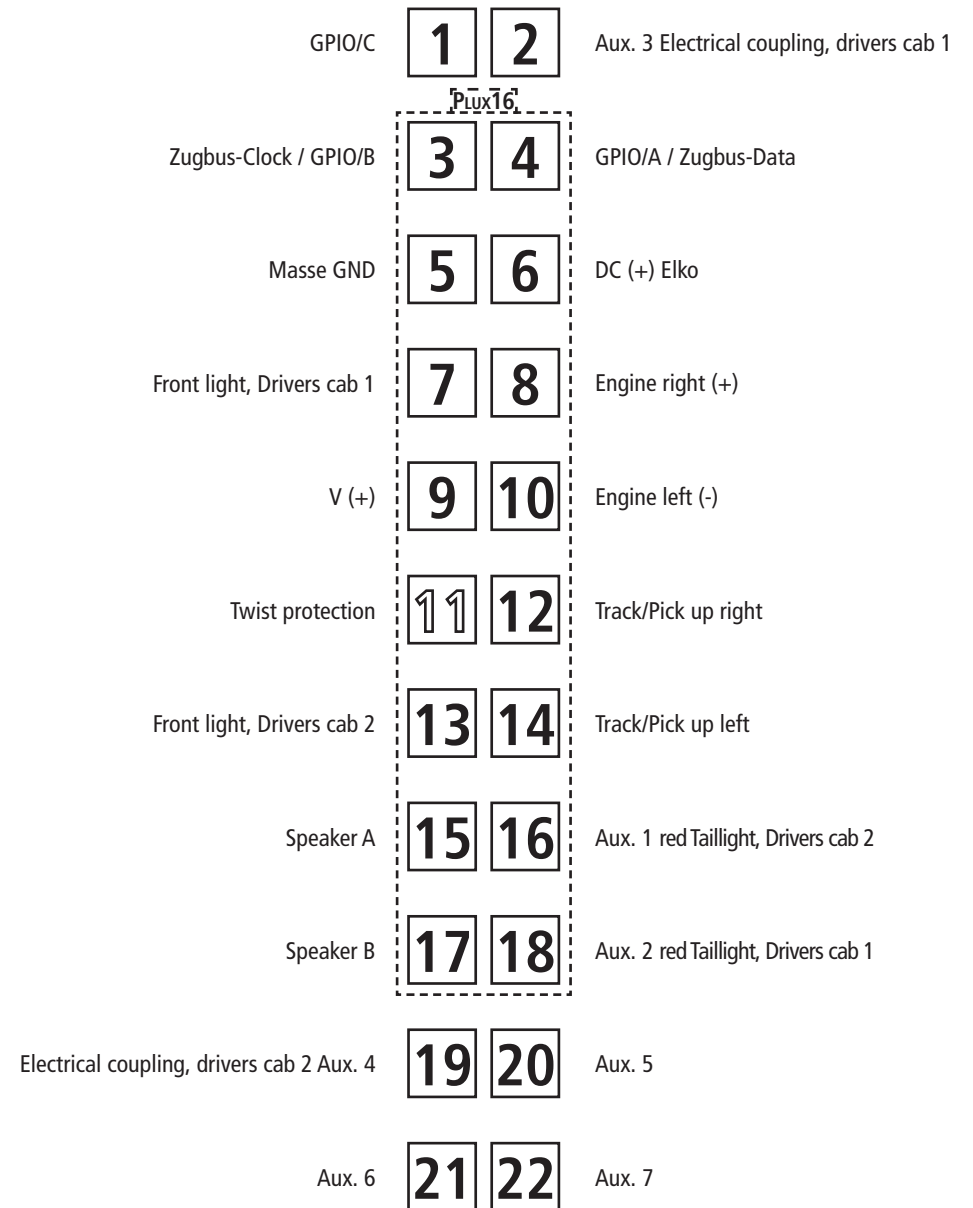 GPIO/C 1 2 Aux. 3 Electrical coupling, drivers cab 1
PLUX16
Zugbus-Clock / GPIO/B 3 4 GPIO/A / Zugbus-Data
Masse GND 5 6 DC (+) Elko
Front light, Drivers cab 1 7 8 Engine right (+)
V (+) 9 10 Engine left (-)
Twist protection 11 12 Track/Pick up right
Front light, Drivers cab 2 13 14 Track/Pick up left
Speaker A 15 16 Aux. 1 red Taillight, Drivers cab 2
Speaker B 17 18 Aux. 2 red Taillight, Drivers cab 1
Electrical coupling, drivers cab 2 Aux. 4 19 20 Aux. 5
Aux. 6 21 22 Aux. 7